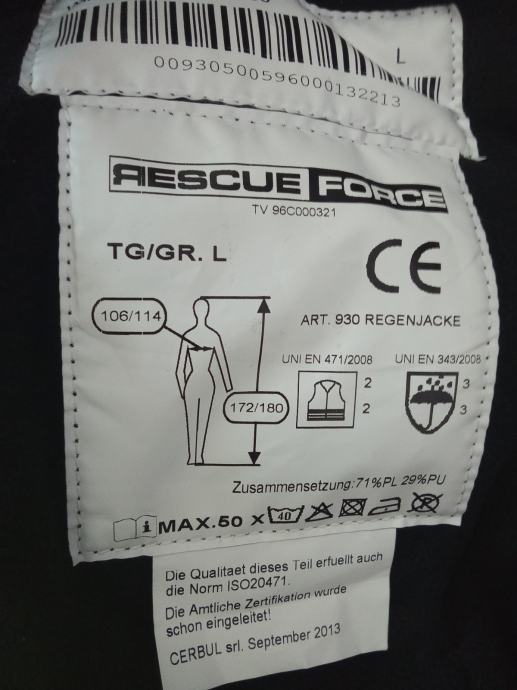 00930500596000132213
L
RESCUE FORCE
TV 96C000321
TG/GR. L
CE
ART. 930 REGENJACKE
106/114
172/180
UNI EN 471/2008
2
2
UNI EN 343/2008
3
3
Zusammensetzung:71%PL 29%PU
i MAX.50 x 40
Die Qualitaet dieses Teil erfuellt auch
die Norm ISO20471.
Die Amtliche Zertifikation wurde
schon eingeleitet!
CERBUL srl. September 2013